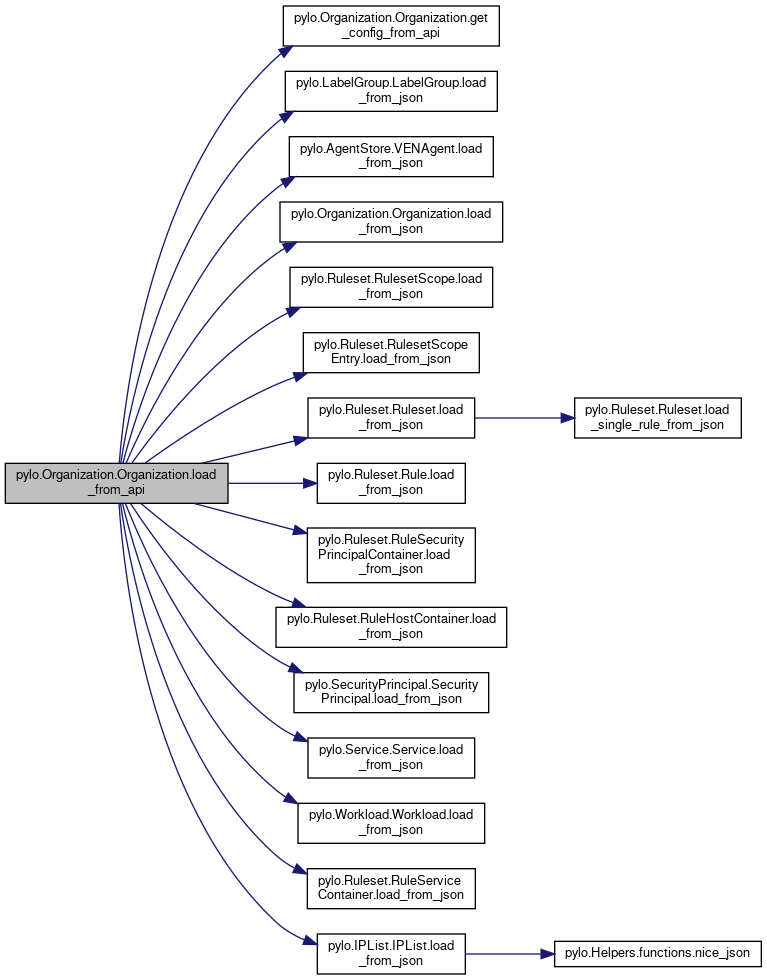 pylo.Organization.Organization.get
_config_from_api
pylo.LabelGroup.LabelGroup.load
_from_json
pylo.AgentStore.VENAgent.load
_from_json
pylo.Organization.Organization.load
_from_json
pylo.Ruleset.RulesetScope.load
_from_json
pylo.Ruleset.RulesetScope
Entry.load_from_json
pylo.Ruleset.Ruleset.load
_from_json
pylo.Ruleset.Ruleset.load
_single_rule_from_json
pylo.Organization.Organization.load
_from_api
pylo.Ruleset.Rule.load
_from_json
pylo.Ruleset.RuleSecurity
PrincipalContainer.load
_from_json
pylo.Ruleset.RuleHostContainer.load
_from_json
pylo.SecurityPrincipal.Security
Principal.load_from_json
pylo.Service.Service.load
_from_json
pylo.Workload.Workload.load
_from_json
pylo.Ruleset.RuleService
Container.load_from_json
pylo.IPList.IPList.load
_from_json
pylo.Helpers.functions.nice_json